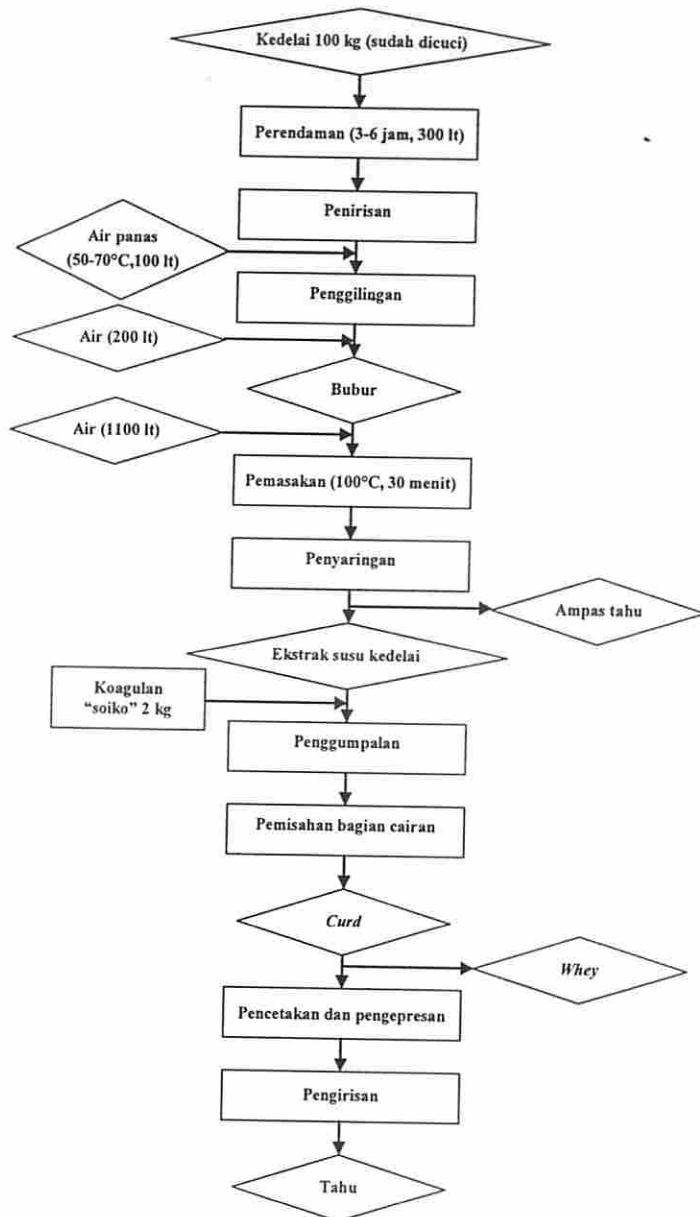 Kedelai 100 kg (sudah dicuci)
Perendaman (3-6 jam, 300 lt)
Penirisan
Air panas
(50-70°C,100 lt)
Penggilingan
Air (200 lt)
Bubur
Air (1100 lt)
Pemasakan (100°C, 30 menit)
Penyaringan
Ampas tahu
Ekstrak susu kedelai
Koagulan
“soiko” 2 kg
Penggumpalan
Pemisahan bagian cairan
Curd
Whey
Pencetakan dan pengepresan
Pengirisan
Tahu